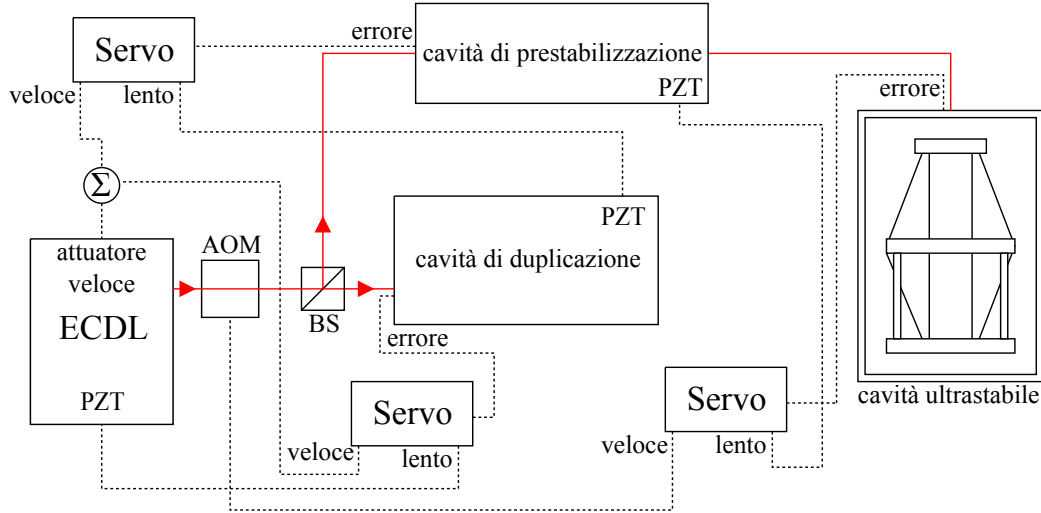 errore
Servo
cavità di prestabilizzazione
PZT
veloce
lento
errore
Σ
PZT
AOM
attuatore
veloce
ECDL
cavità di duplicazione
BS
errore
PZT
Servo
Servo
cavità ultrastabile
veloce
lento
veloce
lento